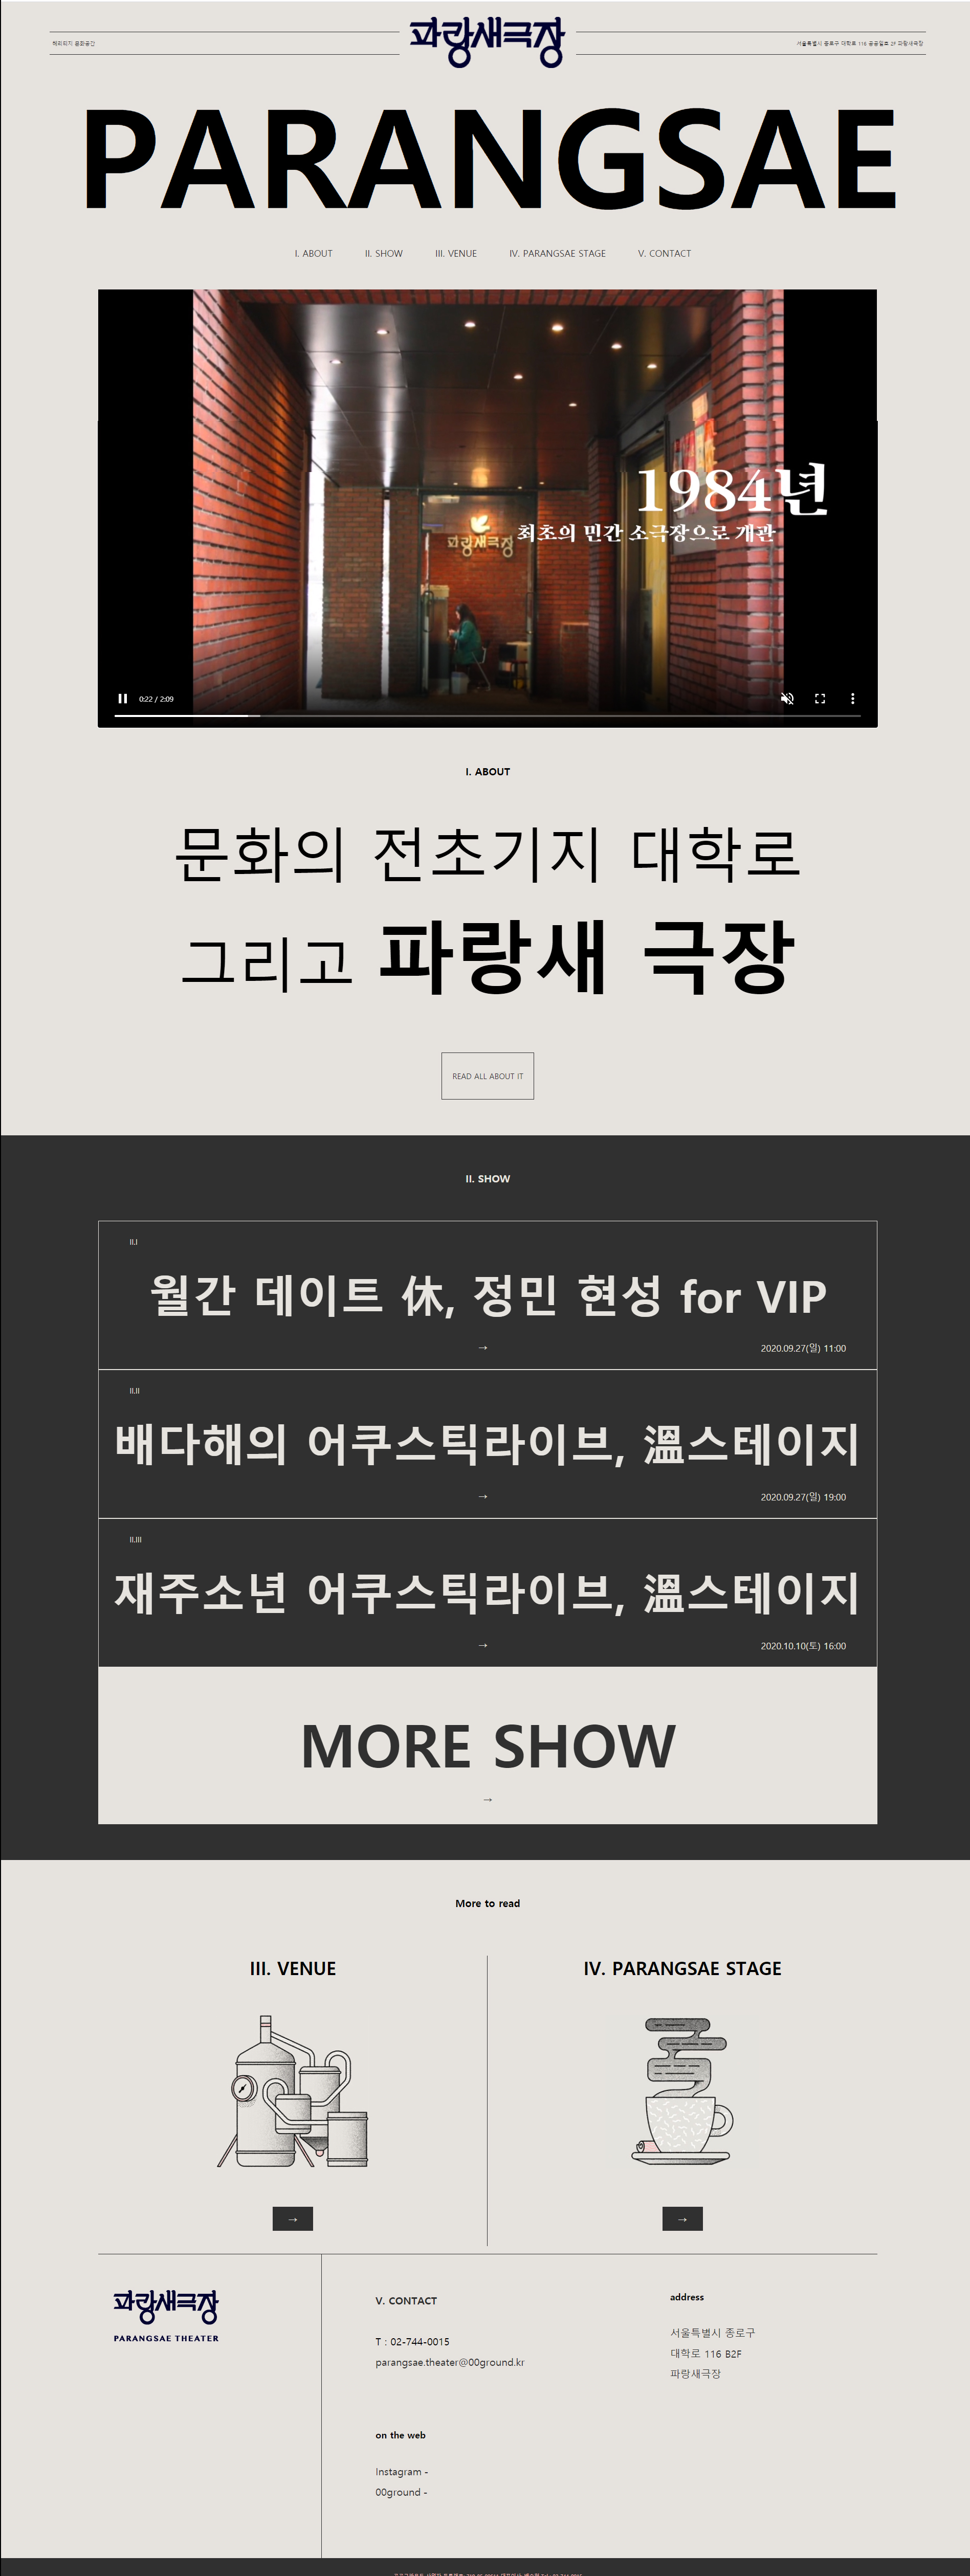 파랑새극장
서울특별시 종로구 대학로 116 공공일호 2F 파랑새극장
PARANGSAE
I. ABOUT
II. SHOW
III. VENUE
IV. PARANGSAE STAGE
V. CONTACT
1984년
최초의 민간 소극장으로 개관
파랑새극장
0:22 / 2:09
I. ABOUT
문화의 전초기지 대학로
그리고 파랑새 극장
READ ALL ABOUT IT
II. SHOW
II.I
월간 데이트 休, 정민 현성 for VIP
→ 2020.09.27(일) 11:00
II.II
배다해의 어쿠스틱라이브, 溫스테이지
→ 2020.09.27(일) 19:00
II.III
재주소년 어쿠스틱라이브, 溫스테이지
→ 2020.10.10(토) 16:00
MORE SHOW
→
More to read
III. VENUE
→
IV. PARANGSAE STAGE
→
파랑새극장
PARANGSAE THEATER
V. CONTACT
T : 02-744-0015
parangsae.theater@00ground.kr
address
서울특별시 종로구
대학로 116 B2F
파랑새극장
on the web
Instagram -
00ground -